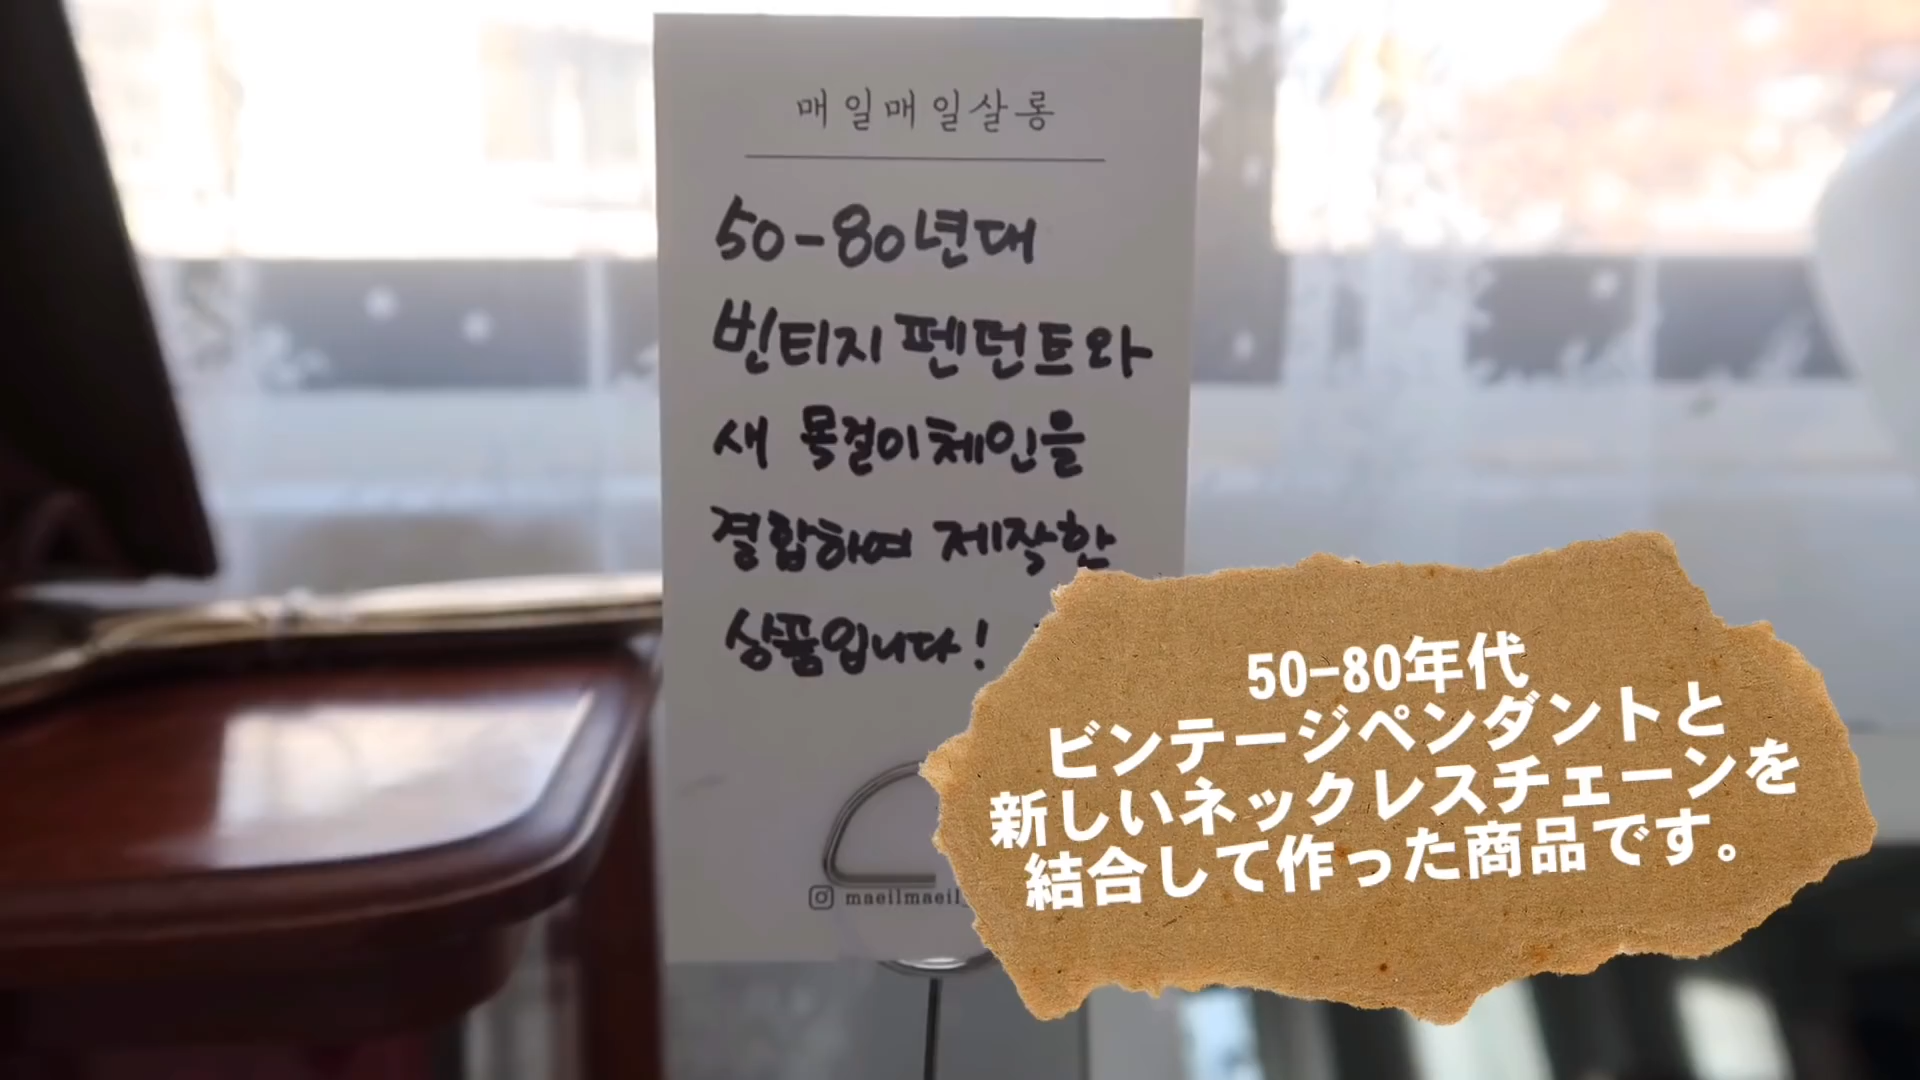 매일매일살롱
50-80년대
빈티지 펜던트와
새 목걸이 체인을
결합하여 제작한
상품입니다!
maeilmaeil
50-80年代
ビンテージペンダントと
新しいネックレスチェーンを
結合して作った商品です。